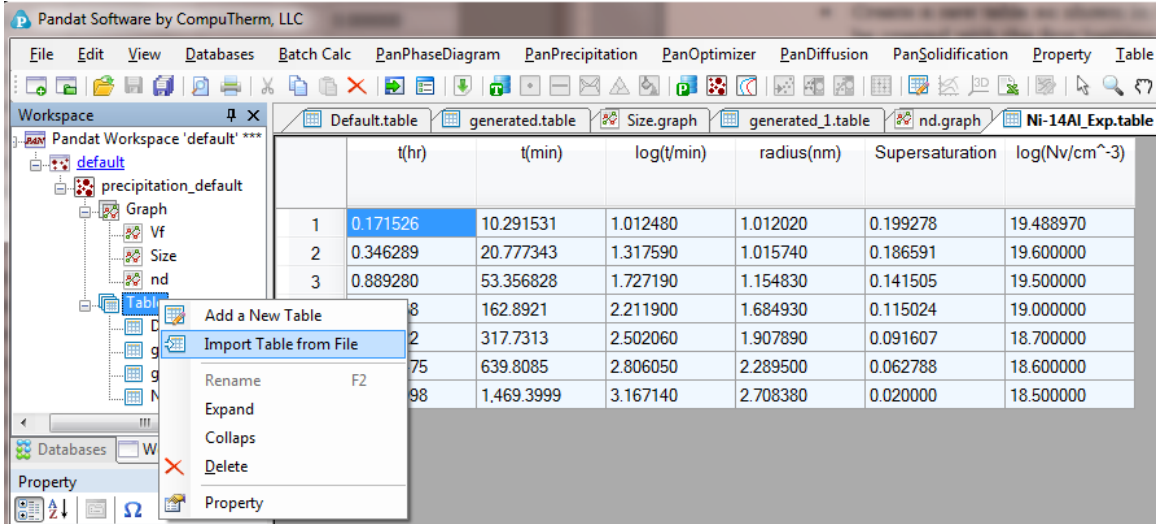 Pandat Software by CompuTherm, LLC
File Edit View Databases Batch Calc PanPhaseDiagram PanPrecipitation PanOptimizer PanDiffusion PanSolidification Property Table
Workspace
Default.table generated.table Size.graph generated_1.table nd.graph Ni-14Al_Exp.table
Pandat Workspace 'default' ***
default
precipitation_default
Graph
Vf
Size
nd
Table
t(hr) t(min) log(t/min) radius(nm) Supersaturation log(Nv/cm^-3)
1 0.171526 10.291531 1.012480 1.012020 0.199278 19.488970
2 0.346289 20.777343 1.317590 1.015740 0.186591 19.600000
3 0.889280 53.356828 1.727190 1.154830 0.141505 19.500000
8 162.8921 2.211900 1.684930 0.115024 19.000000
2 317.7313 2.502060 1.907890 0.091607 18.700000
75 639.8085 2.806050 2.289500 0.062788 18.600000
98 1,469.3999 3.167140 2.708380 0.020000 18.500000
Add a New Table
Import Table from File
Rename F2
Expand
Collaps
Delete
Property
Databases W
Property